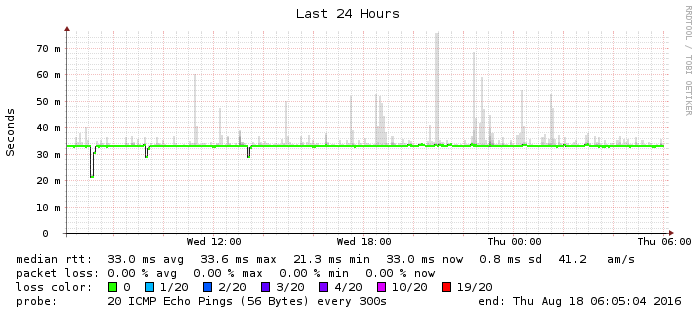 Last 24 Hours
RRDTOOL / TOBI OETIKER
Seconds
70 m
60 m
50 m
40 m
30 m
20 m
10 m
0
Wed 12:00 Wed 18:00 Thu 00:00 Thu 06:00
median rtt: 33.0 ms avg 33.6 ms max 21.3 ms min 33.0 ms now 0.8 ms sd 41.2 am/s
packet loss: 0.00 % avg 0.00 % max 0.00 % min 0.00 % now
loss color: 0 1/20 2/20 3/20 4/20 10/20 19/20
probe: 20 ICMP Echo Pings (56 Bytes) every 300s end: Thu Aug 18 06:05:04 2016